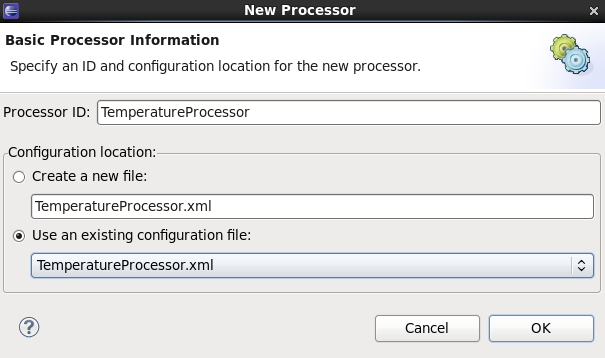 New Processor
Basic Processor Information
Specify an ID and configuration location for the new processor.
Processor ID: TemperatureProcessor
Configuration location:
Create a new file:
TemperatureProcessor.xml
Use an existing configuration file:
TemperatureProcessor.xml
? Cancel OK